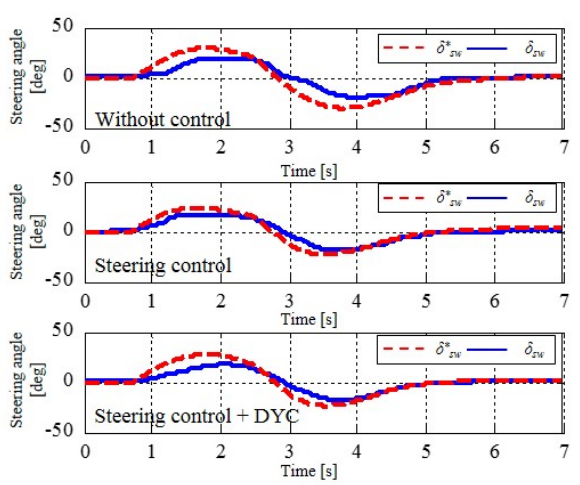 Steering angle
[deg]
50
0
-50
δ*sw δsw
Without control
0 1 2 3 4 5 6 7
Time [s]
Steering angle
[deg]
50
0
-50
δ*sw δsw
Steering control
0 1 2 3 4 5 6 7
Time [s]
Steering angle
[deg]
50
0
-50
δ*sw δsw
Steering control + DYC
0 1 2 3 4 5 6 7
Time [s]